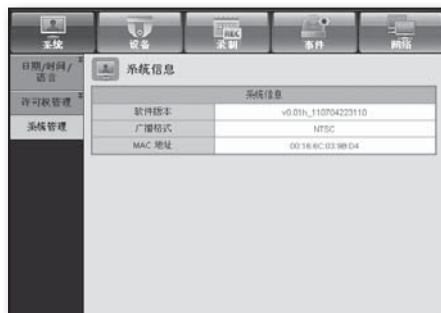 系统
设备
录制
事件
网络
日期/时间/
语言
许可权管理
系统管理
系统信息
系统信息
软件版本 v0.01h_110704223110
广播格式 NTSC
MAC 地址 00:16:6C:03:9B:D4